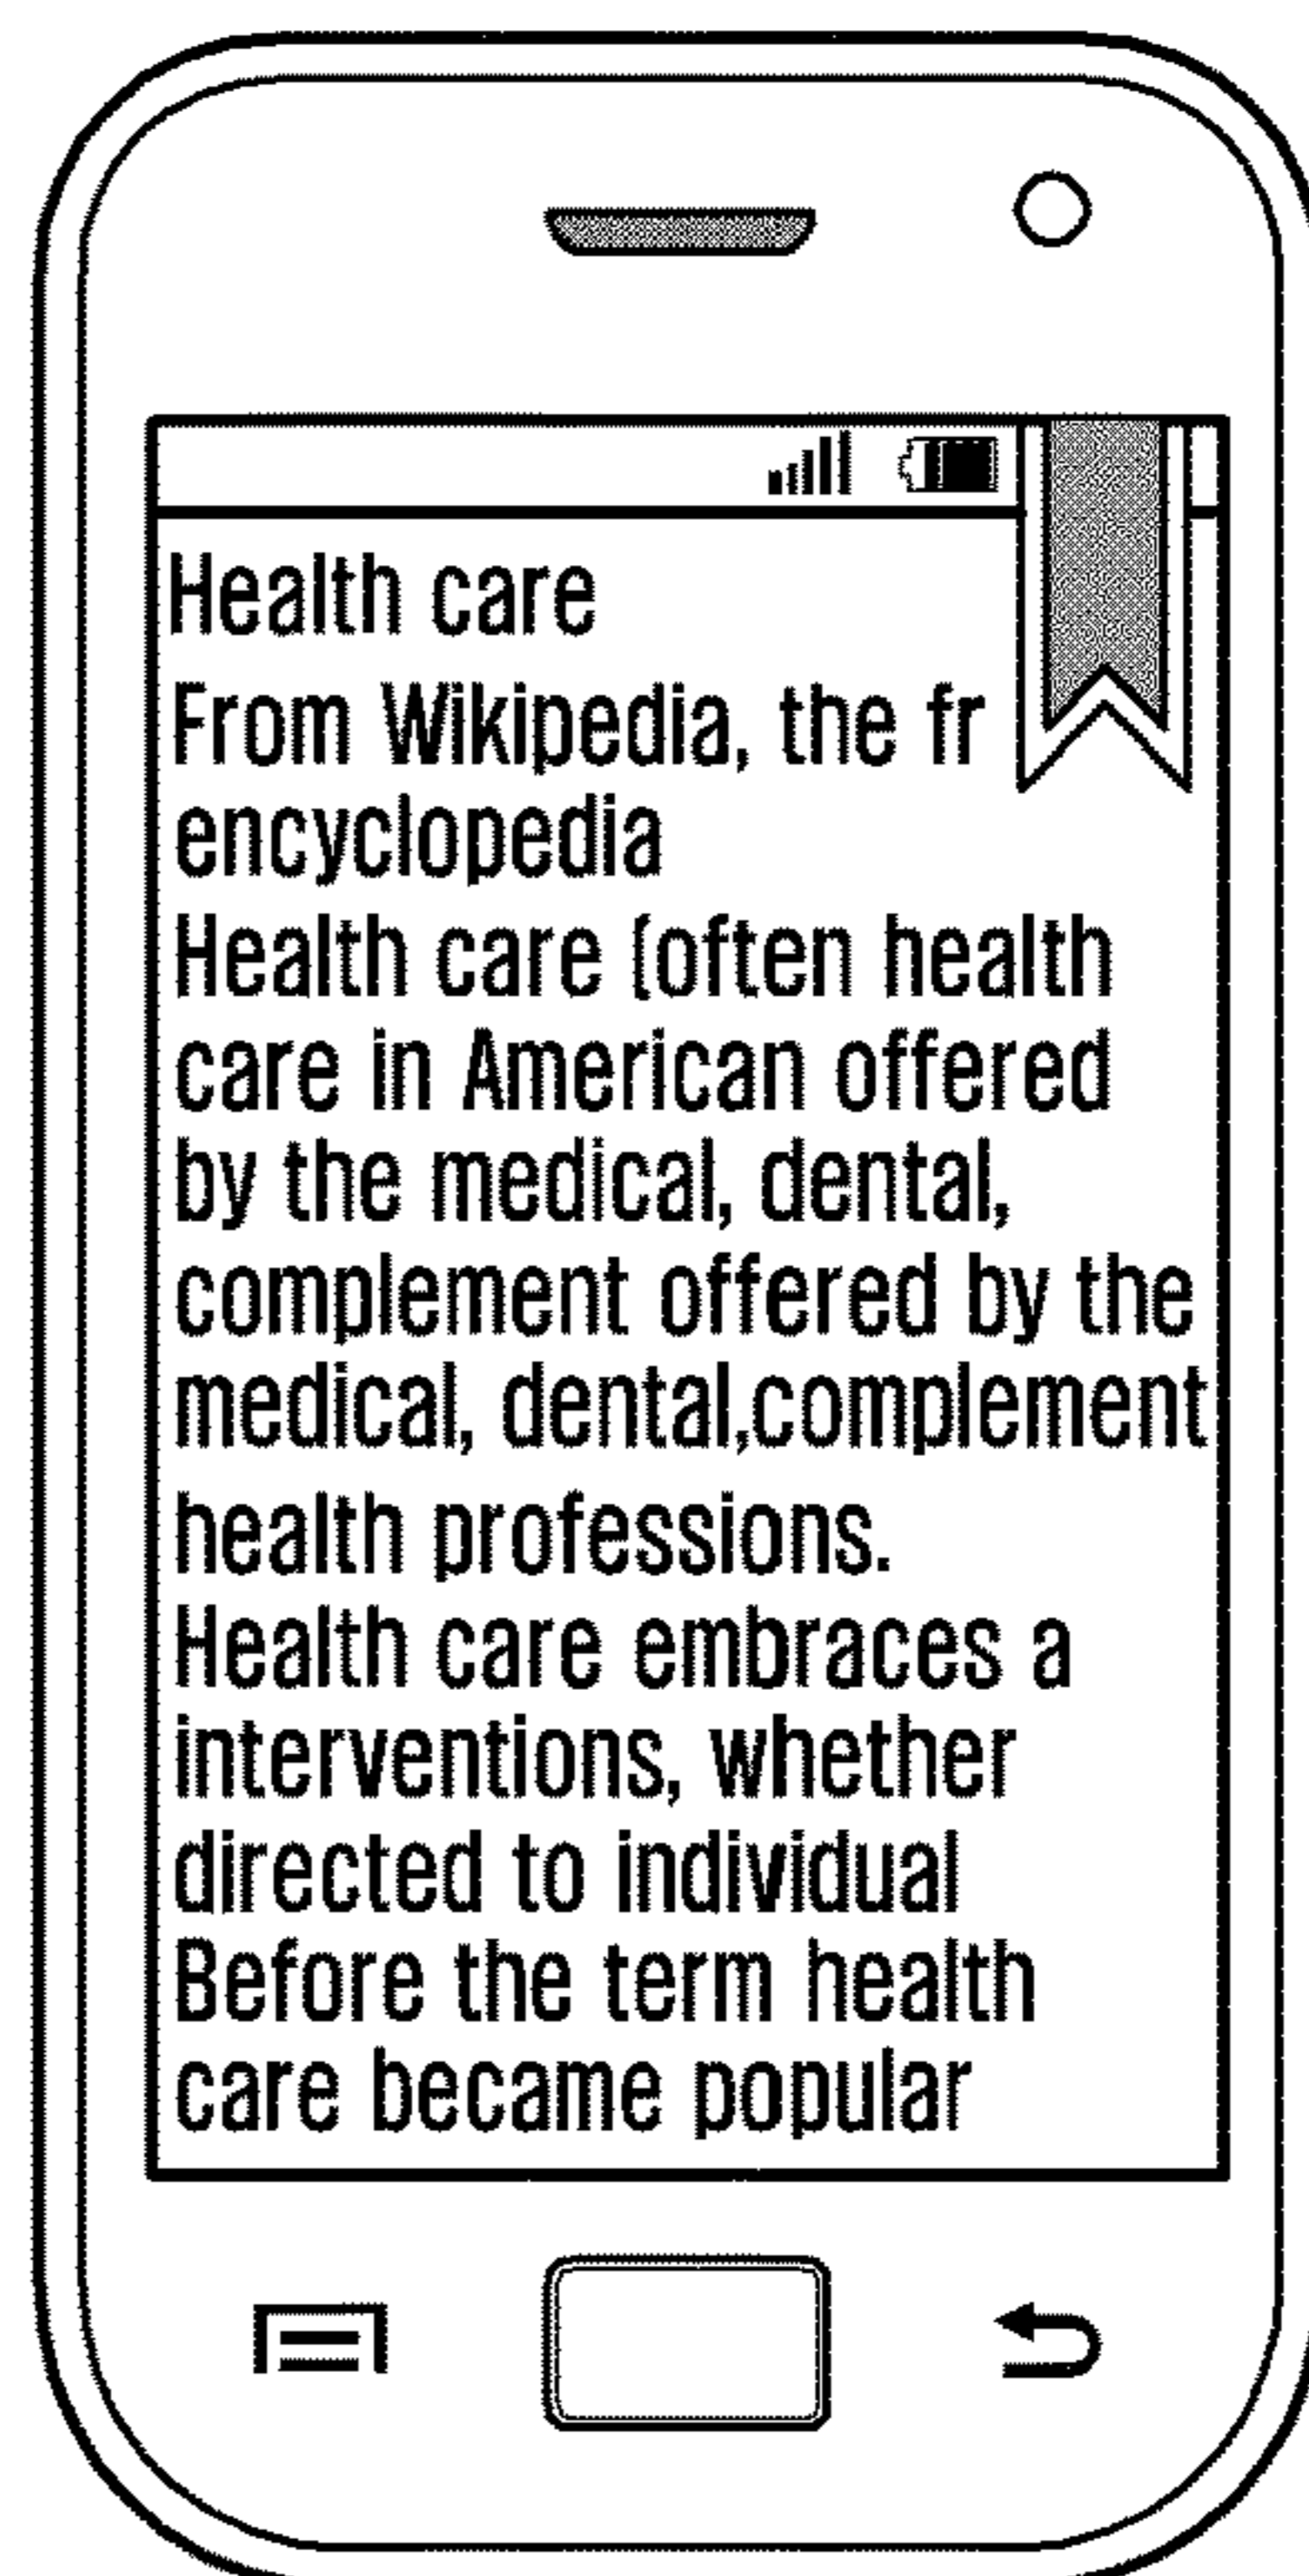 Health care
From Wikipedia, the fr
encyclopedia
Health care (often health
care in American offered
by the medical, dental,
complement offered by the
medical, dental,complement
health professions.
Health care embraces a
interventions, whether
directed to individual
Before the term health
care became popular